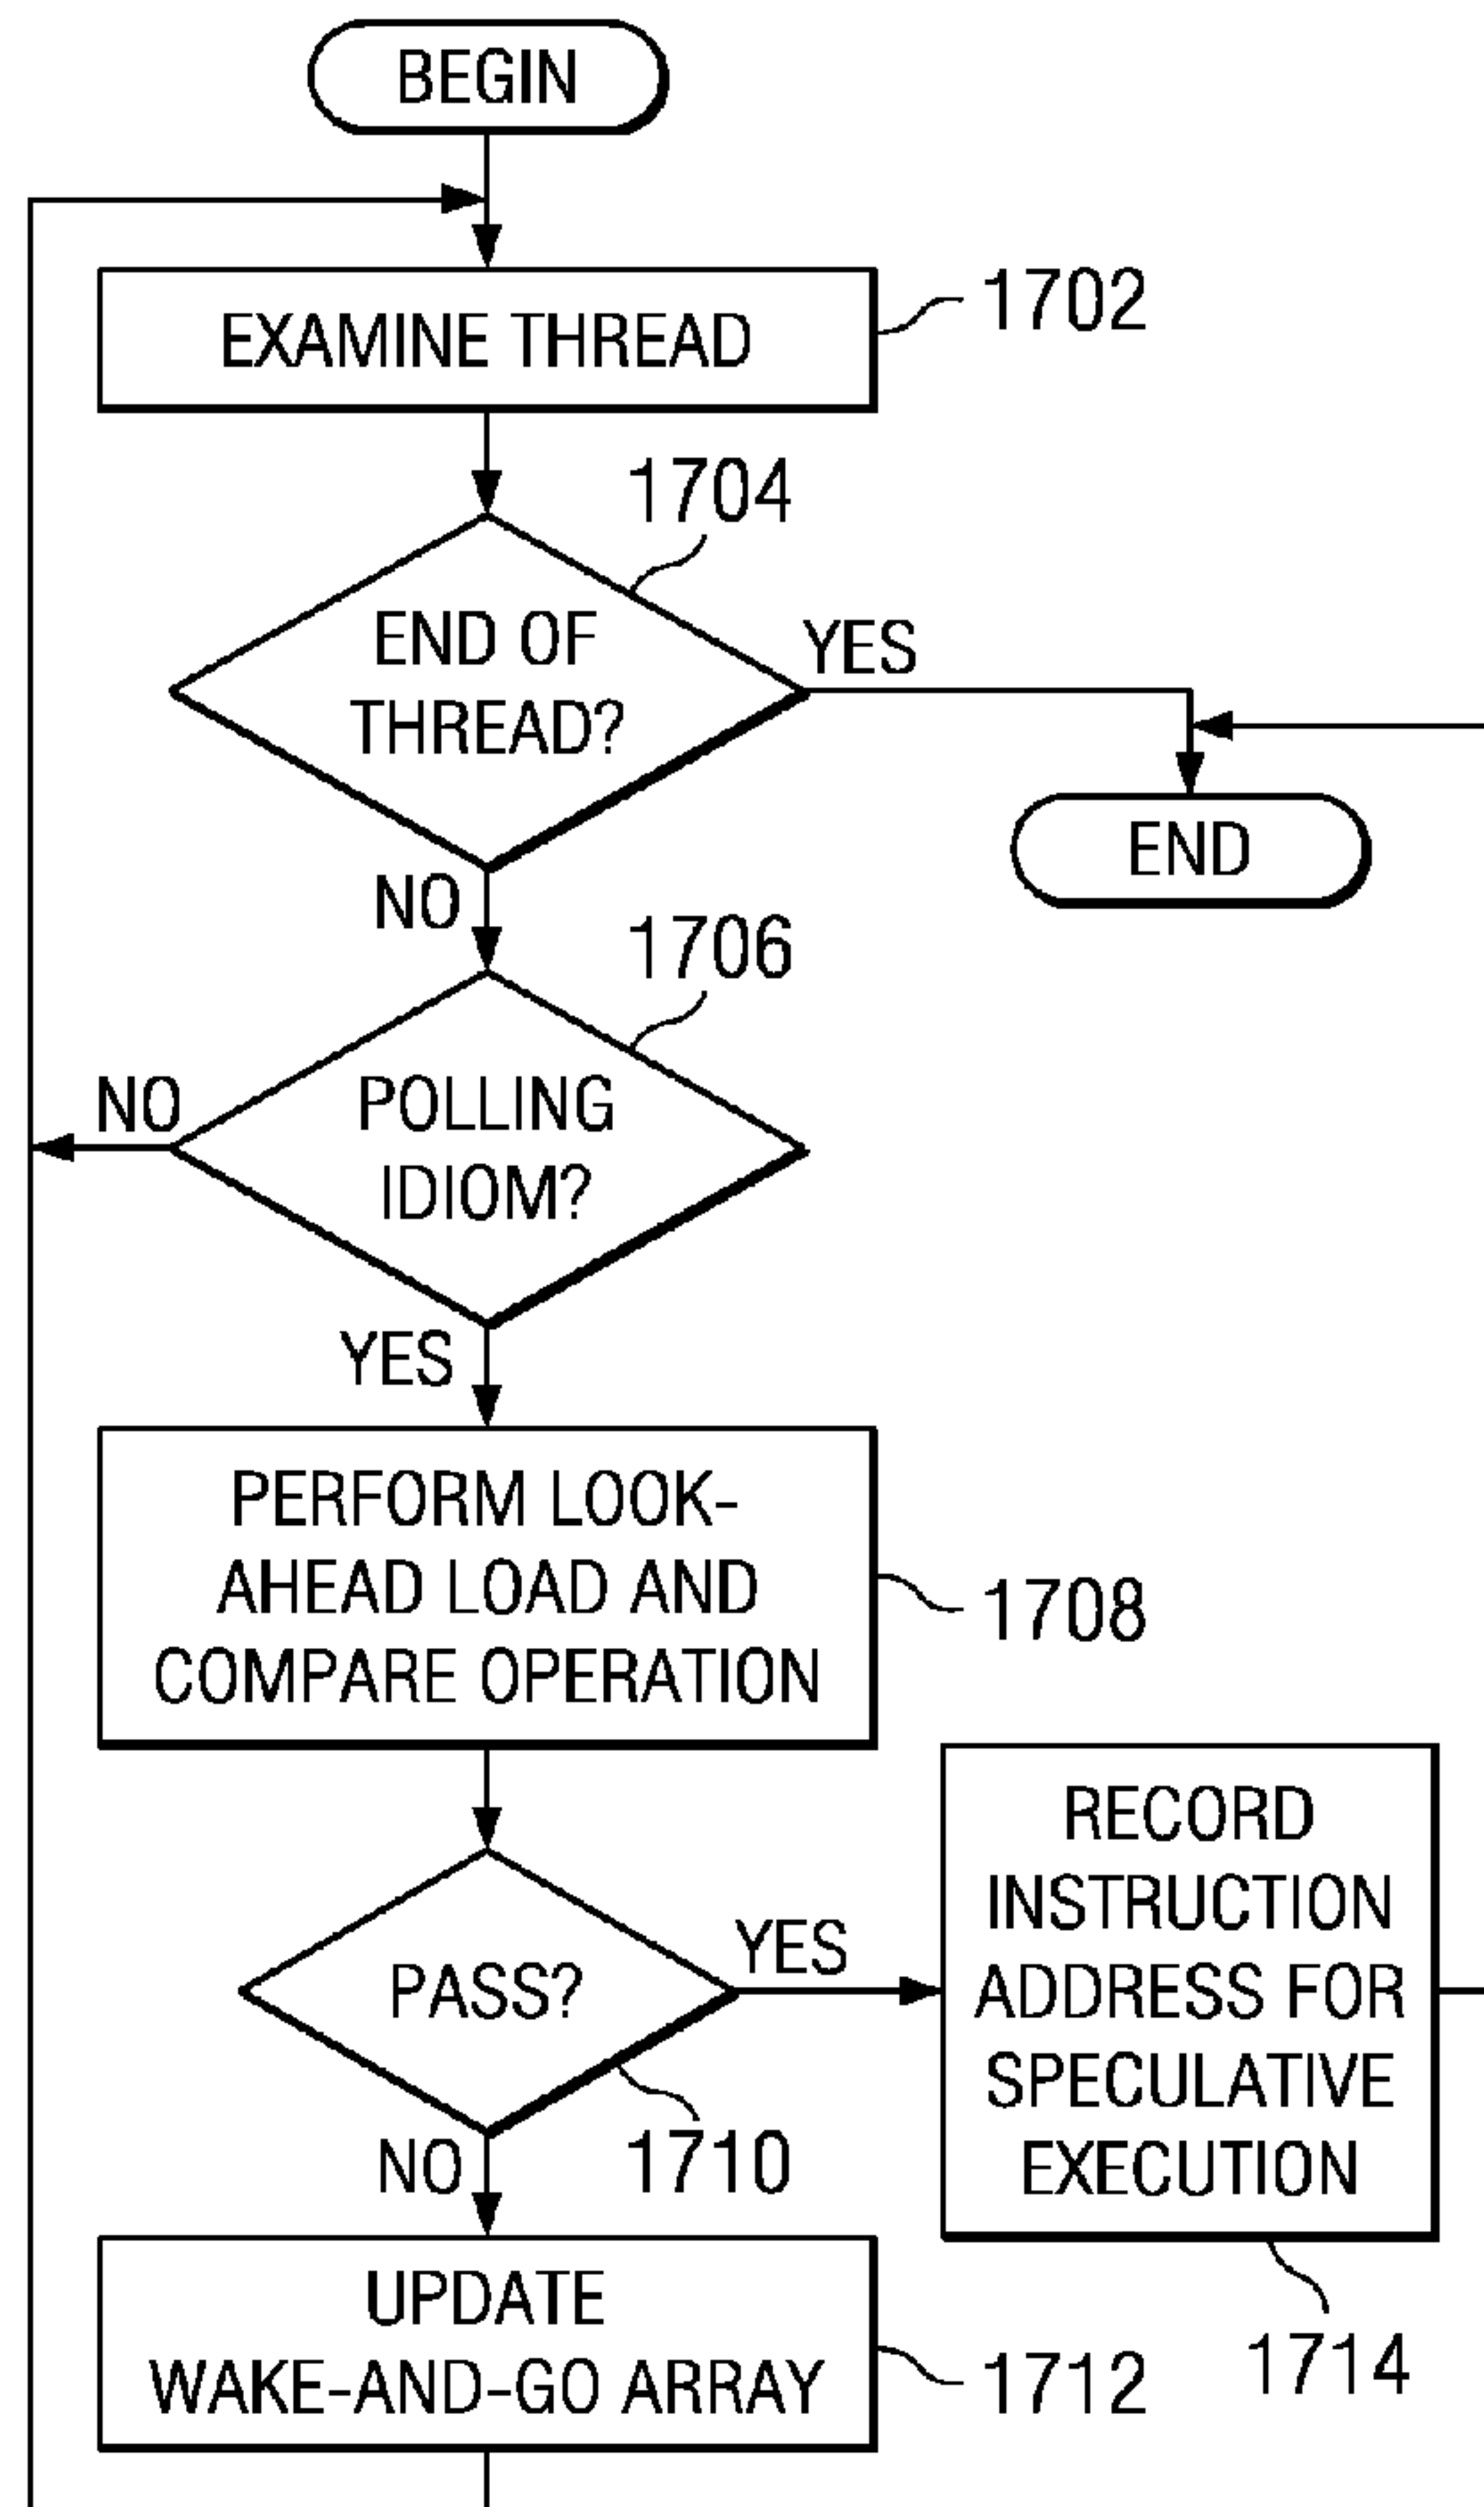 BEGIN
EXAMINE THREAD
1702
1704
END OF
THREAD?
YES
END
NO
1706
POLLING
IDIOM?
NO
YES
PERFORM LOOK-
AHEAD LOAD AND
COMPARE OPERATION
1708
PASS?
YES
1710
NO
RECORD
INSTRUCTION
ADDRESS FOR
SPECULATIVE
EXECUTION
1714
UPDATE
WAKE-AND-GO ARRAY
1712